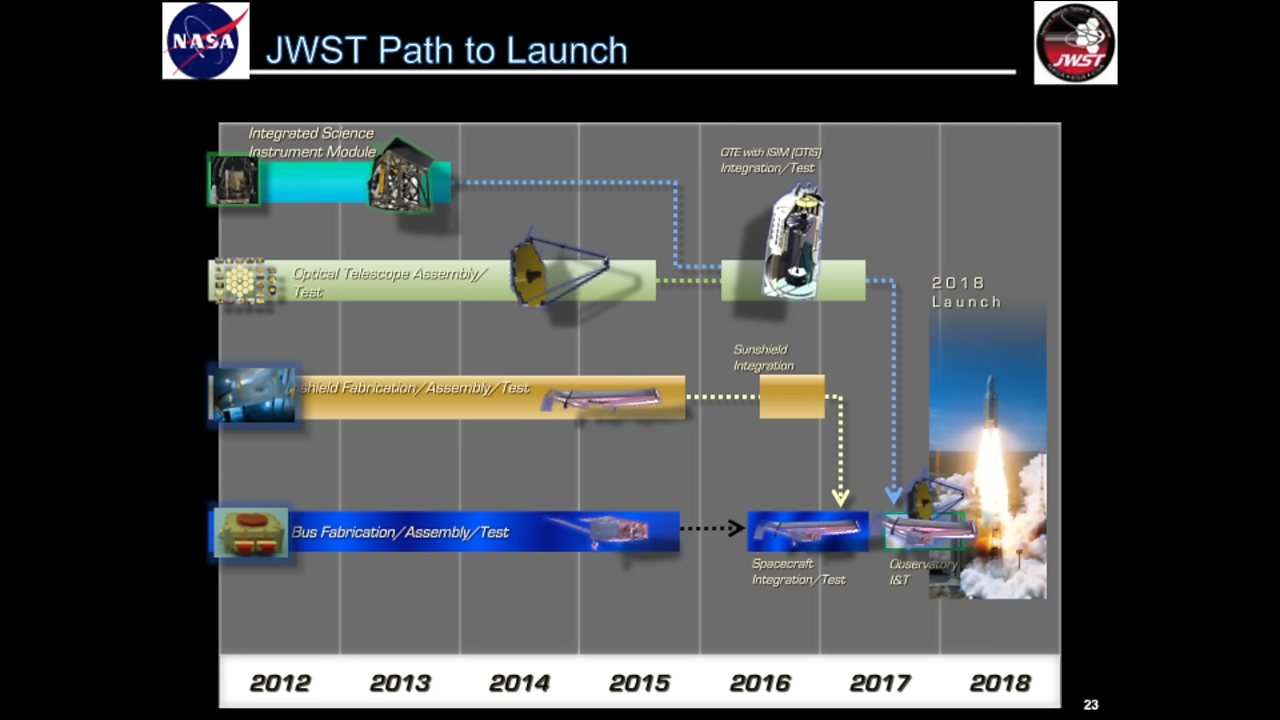 NASA
JWST Path to Launch
JWST
Integrated Science
Instrument Module
OTE with ISIM (OTIS)
Integration/Test
Optical Telescope Assembly/
Test
2018
Launch
Sunshield
Integration
shield Fabrication/Assembly/Test
Bus Fabrication/Assembly/Test
Spacecraft
Integration/Test
Observatory
I&T
2012 2013 2014 2015 2016 2017 2018
23